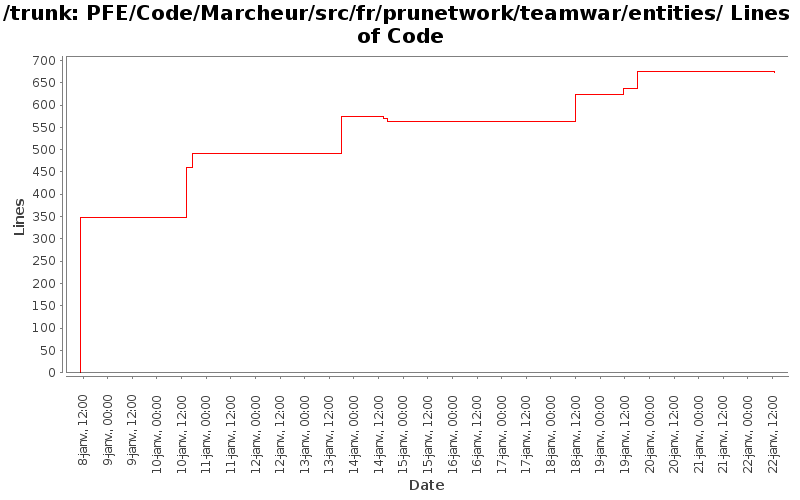 /trunk: PFE/Code/Marcheur/src/fr/prunetwork/teamwar/entities/ Lines
of Code
700
650
600
550
500
450
400
350
300
250
200
150
100
50
0
Lines
8-janv., 12:00
9-janv., 00:00
9-janv., 12:00
10-janv., 00:00
10-janv., 12:00
11-janv., 00:00
11-janv., 12:00
12-janv., 00:00
12-janv., 12:00
13-janv., 00:00
13-janv., 12:00
14-janv., 00:00
14-janv., 12:00
15-janv., 00:00
15-janv., 12:00
16-janv., 00:00
16-janv., 12:00
17-janv., 00:00
17-janv., 12:00
18-janv., 00:00
18-janv., 12:00
19-janv., 00:00
19-janv., 12:00
20-janv., 00:00
20-janv., 12:00
21-janv., 00:00
21-janv., 12:00
22-janv., 00:00
22-janv., 12:00
Date